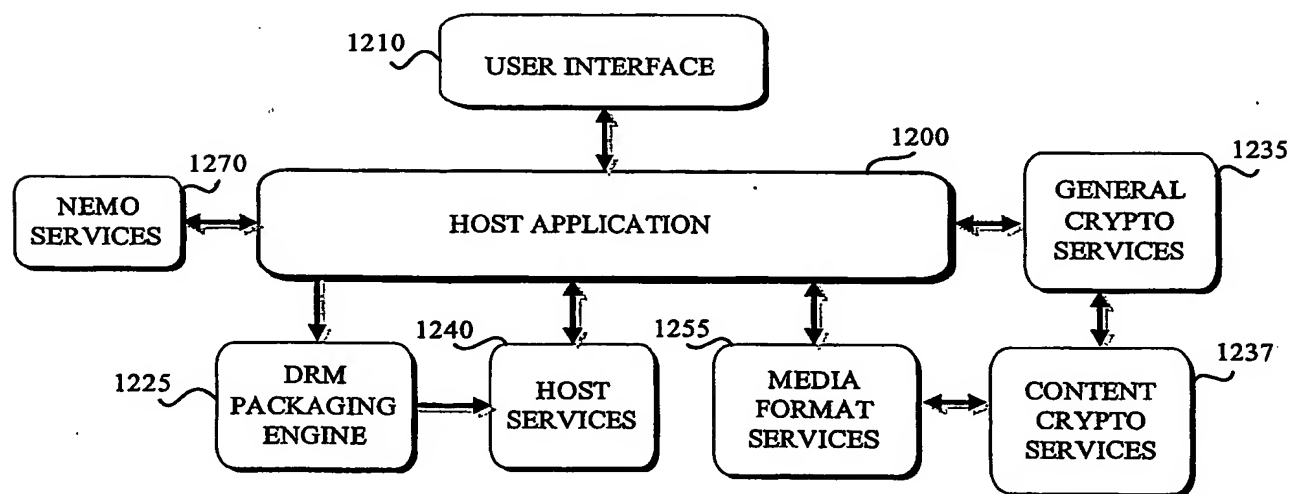 1210
USER INTERFACE
1200
1235
1270
NEMO
SERVICES
HOST APPLICATION
GENERAL
CRYPTO
SERVICES
1240
1255
1237
1225
DRM
PACKAGING
ENGINE
HOST
SERVICES
MEDIA
FORMAT
SERVICES
CONTENT
CRYPTO
SERVICES